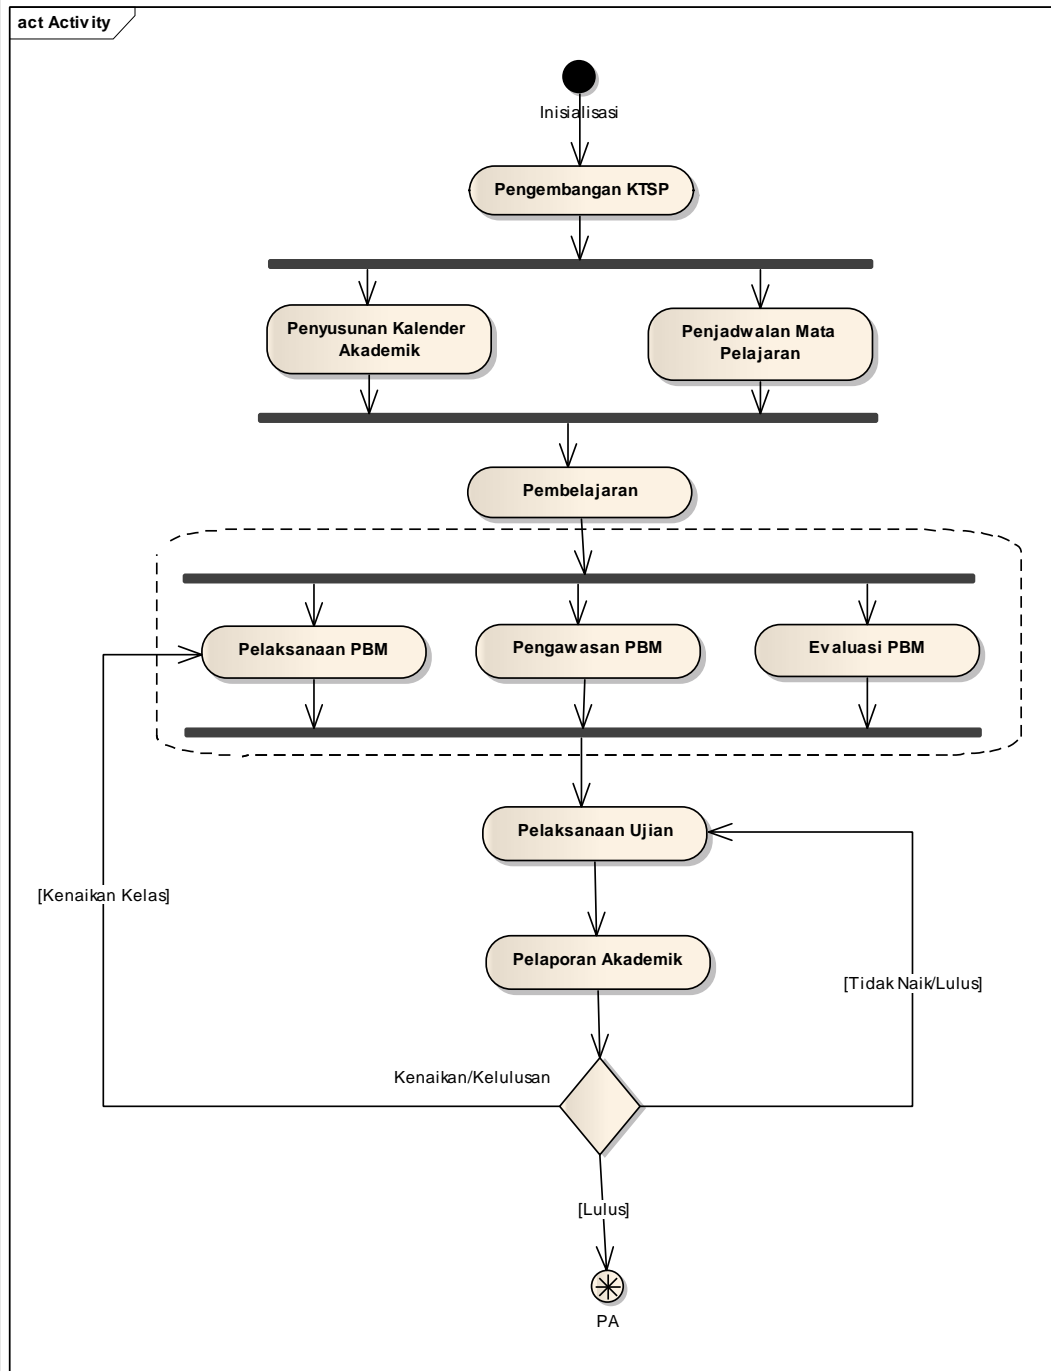 act Activity
Inisialisasi
Pengembangan KTSP
Penyusunan Kalender
Akademik
Penjadwalan Mata
Pelajaran
Pembelajaran
Pelaksanaan PBM
Pengawasan PBM
Evaluasi PBM
Pelaksanaan Ujian
[Kenaikan Kelas]
Pelaporan Akademik
[Tidak Naik/Lulus]
Kenaikan/Kelulusan
[Lulus]
PA